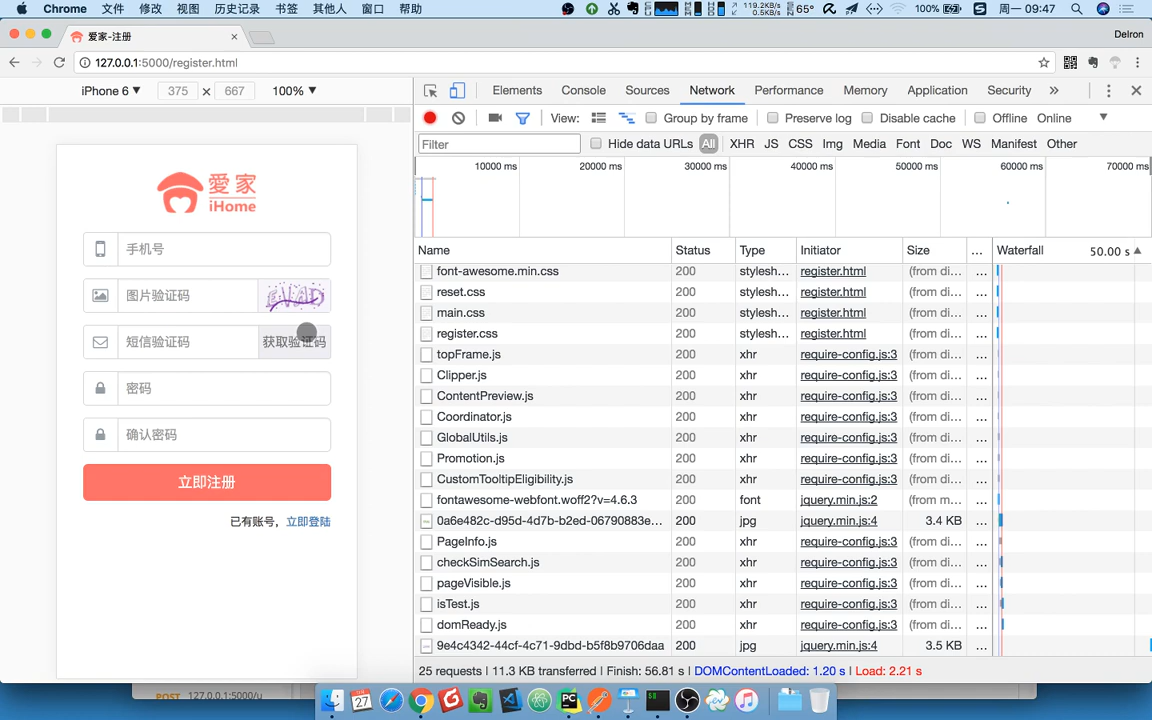 Chrome 文件 修改 视图 历史记录 书签 其他人 窗口 帮助 119.2KB/s 0.5KB/s 65° 100% 周一 09:47
爱家-注册 Delron
127.0.0.1:5000/register.html
iPhone 6 375 × 667 100%
Elements Console Sources Network Performance Memory Application Security
View: Group by frame Preserve log Disable cache Offline Online
Filter Hide data URLs All XHR JS CSS Img Media Font Doc WS Manifest Other
10000 ms 20000 ms 30000 ms 40000 ms 50000 ms 60000 ms 70000 ms
愛家
iHome
手机号
图片验证码
短信验证码 获取验证码
密码
确认密码
立即注册
已有账号，立即登陆
Name Status Type Initiator Size ... Waterfall 50.00 s
font-awesome.min.css 200 stylesh... register.html (from di... ...
reset.css 200 stylesh... register.html (from di... ...
main.css 200 stylesh... register.html (from di... ...
register.css 200 stylesh... register.html (from di... ...
topFrame.js 200 xhr require-config.js:3 (from di... ...
Clipper.js 200 xhr require-config.js:3 (from di... ...
ContentPreview.js 200 xhr require-config.js:3 (from di... ...
Coordinator.js 200 xhr require-config.js:3 (from di... ...
GlobalUtils.js 200 xhr require-config.js:3 (from di... ...
Promotion.js 200 xhr require-config.js:3 (from di... ...
CustomTooltipEligibility.js 200 xhr require-config.js:3 (from di... ...
fontawesome-webfont.woff2?v=4.6.3 200 font jquery.min.js:2 (from m... ...
0a6e482c-d95d-4d7b-b2ed-06790883e... 200 jpg jquery.min.js:4 3.4 KB ...
PageInfo.js 200 xhr require-config.js:3 (from di... ...
checkSimSearch.js 200 xhr require-config.js:3 (from di... ...
pageVisible.js 200 xhr require-config.js:3 (from di... ...
isTest.js 200 xhr require-config.js:3 (from di... ...
domReady.js 200 xhr require-config.js:3 (from di... ...
9e4c4342-44cf-4c71-9dbd-b5f8b9706daa 200 jpg jquery.min.js:4 3.5 KB ...
25 requests | 11.3 KB transferred | Finish: 56.81 s | DOMContentLoaded: 1.20 s | Load: 2.21 s
POST 127.0.0.1:5000/u